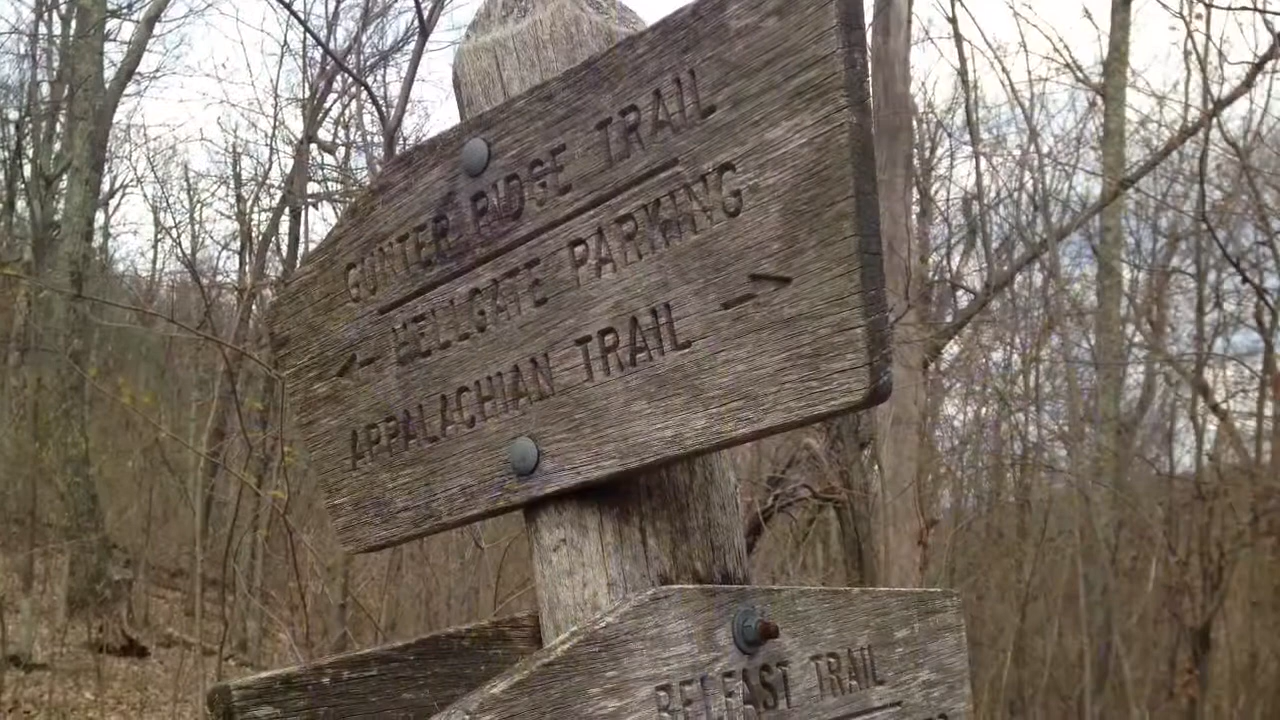 GUNTER RIDGE TRAIL
← HELLGATE PARKING
APPALACHIAN TRAIL →
BELFAST TRAIL